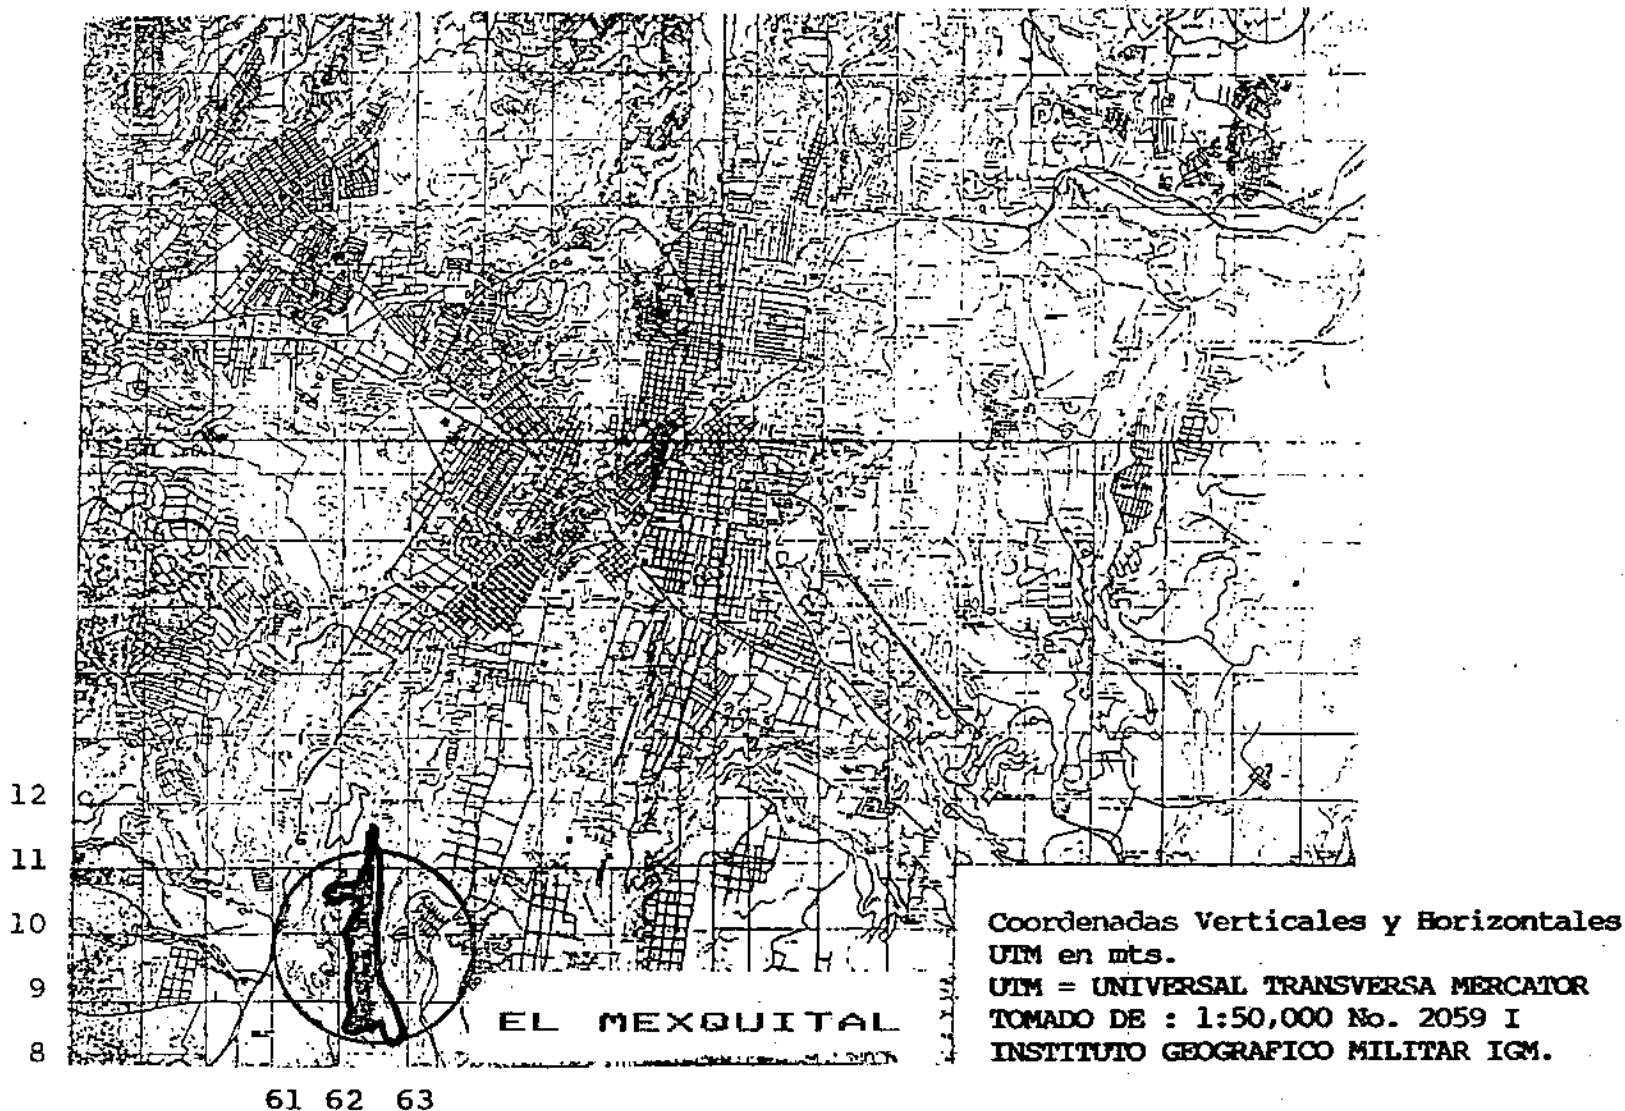 12
11
10
9
8
61 62 63
EL MEXQUITAL
Coordenadas Verticales y Horizontales
UTM en mts.
UTM = UNIVERSAL TRANSVERSA MERCATOR
TOMADO DE : 1:50,000 No. 2059 I
INSTITUTO GEOGRAFICO MILITAR IGM.